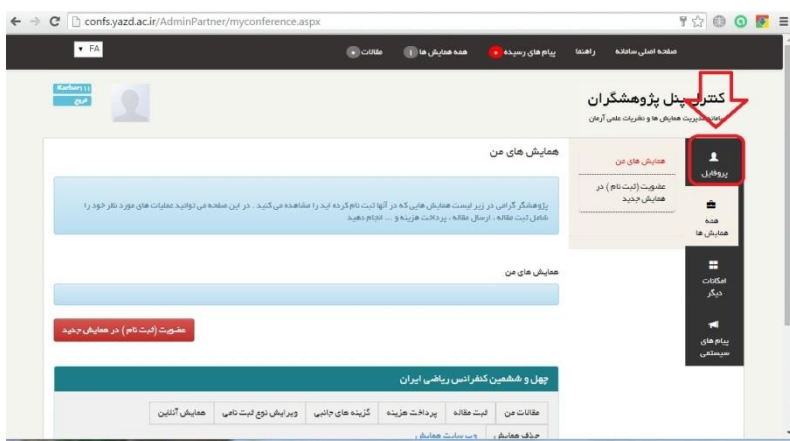 confs.yazd.ac.ir/AdminPartner/myconference.aspx
صفحه اصلی سامانه راهنما پیام های رسیده ۰ همه همایش ها ۱ مقالات ۰ FA
Karbar111
خروج
کنترل پنل پژوهشگران
سامانه مدیریت همایش ها و نشریات علمی آرمان
پروفایل
همه
همایش ها
امکانات
دیگر
پیام های
سیستمی
همایش های من
عضویت (ثبت نام) در
همایش جدید
همایش های من
پژوهشگر گرامی در زیر لیست همایش هایی که در آنها ثبت نام کرده اید را مشاهده می کنید . در این صفحه می توانید عملیات های مورد نظر خود را
شامل ثبت مقاله ، ارسال مقاله ، پرداخت هزینه و ... انجام دهید
همایش های من
عضویت (ثبت نام) در همایش جدید
چهل و ششمین کنفرانس ریاضی ایران
مقالات من ثبت مقاله پرداخت هزینه گزینه های جانبی ویرایش نوع ثبت نامی همایش آنلاین
حذف همایش وب سایت همایش